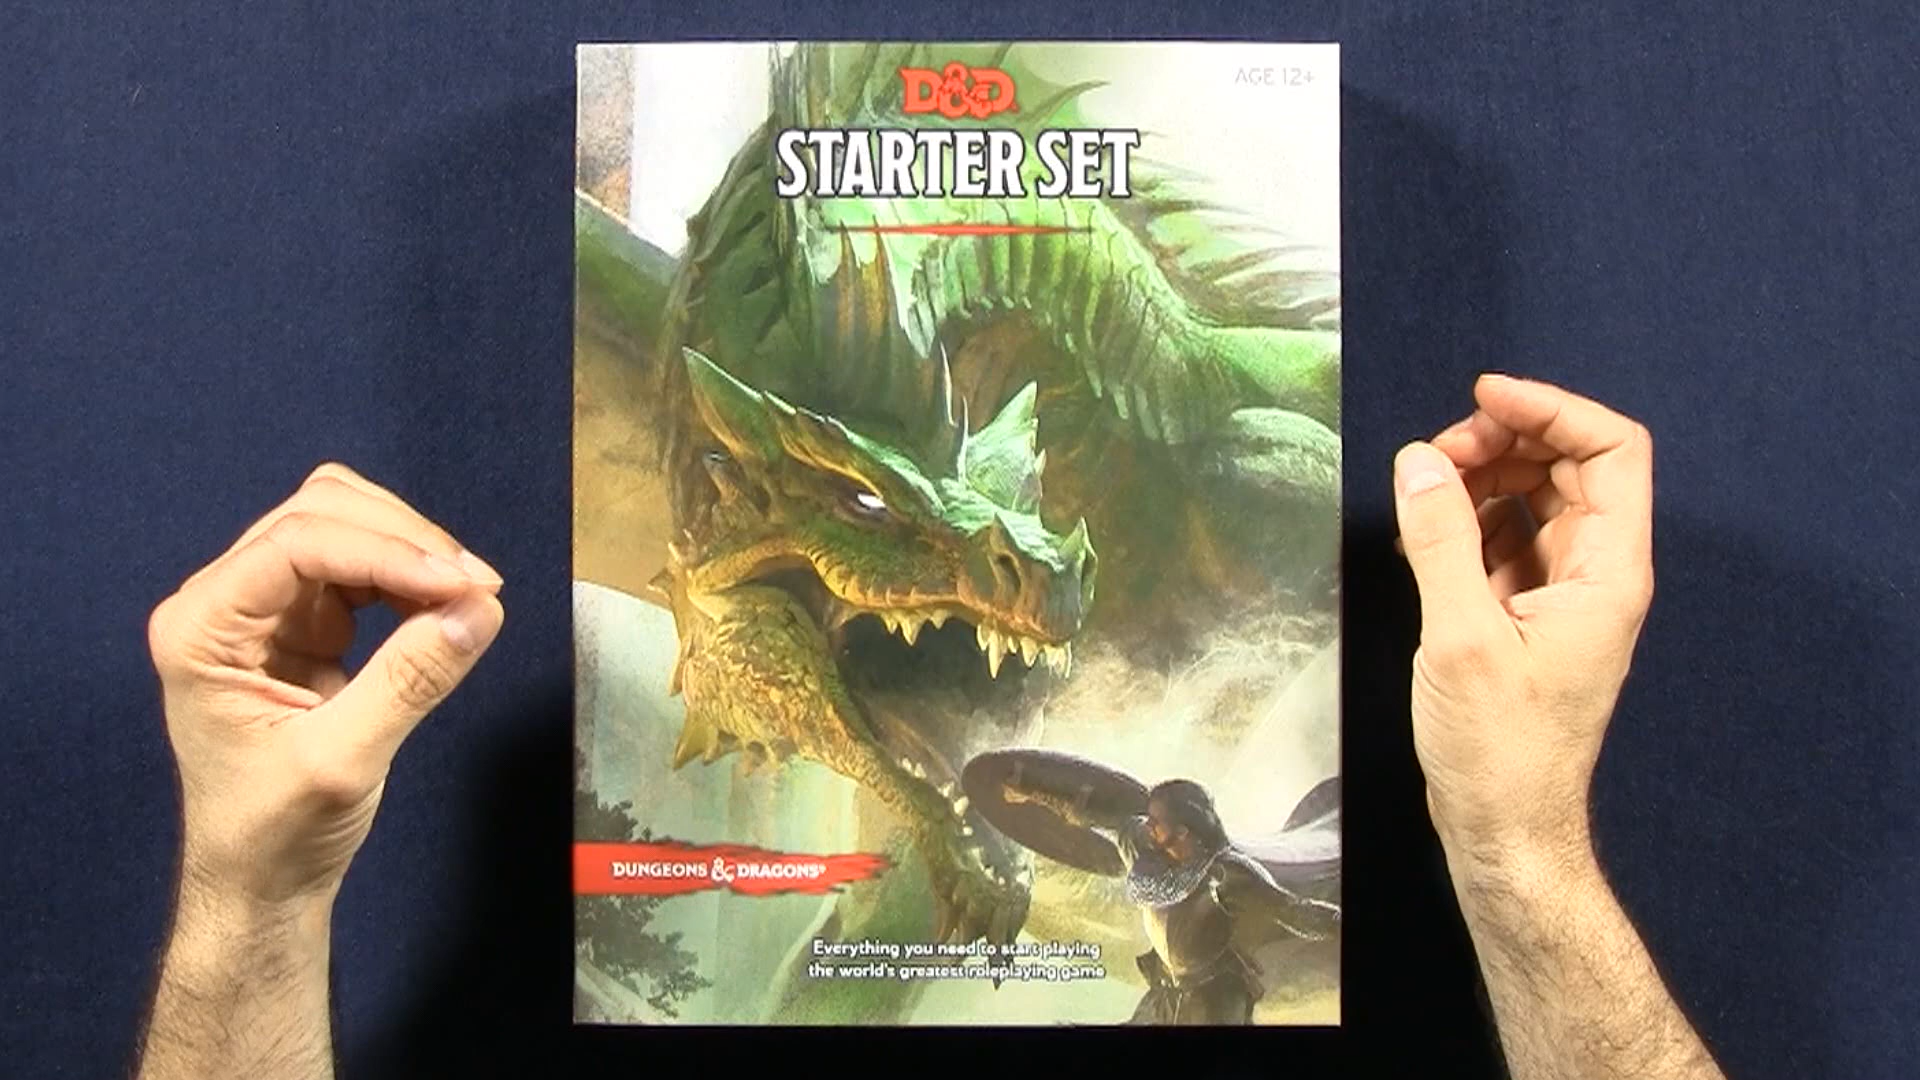 D&D
AGE 12+
STARTER SET
DUNGEONS & DRAGONS®
Everything you need to start playing
the world's greatest roleplaying game